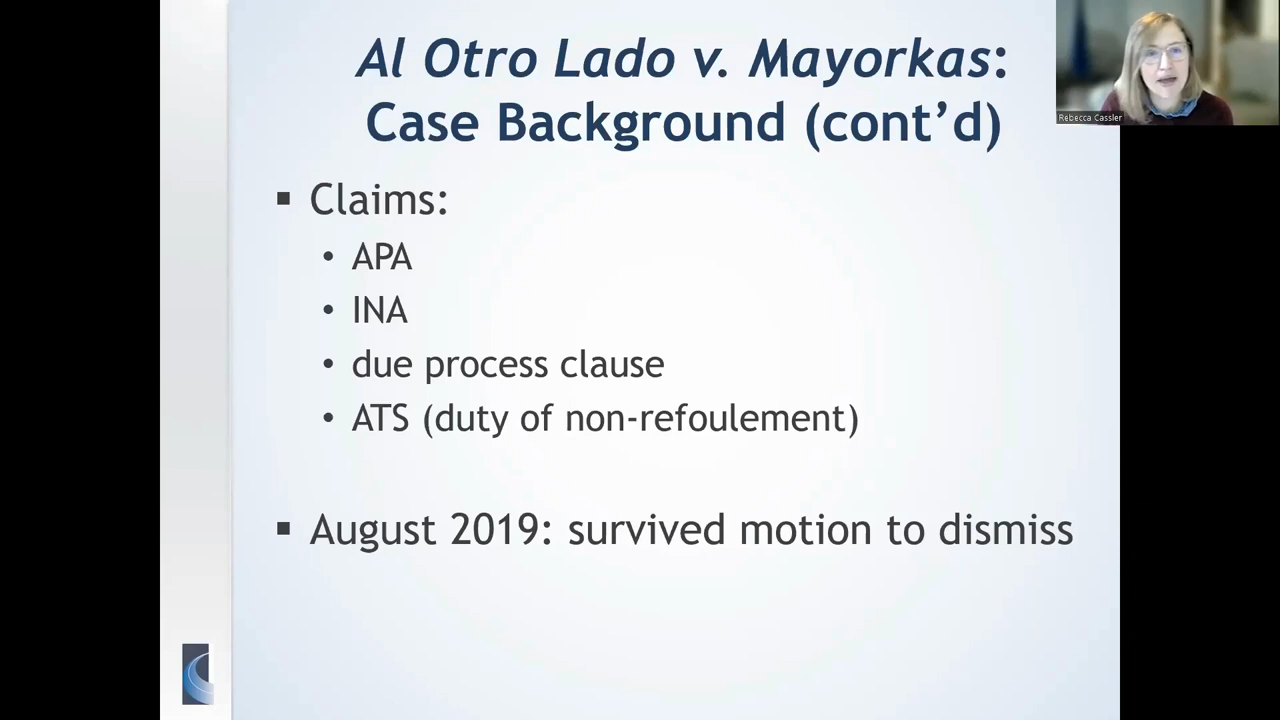 Al Otro Lado v. Mayorkas:
Case Background (cont’d)
Rebecca Cassler
▪ Claims:
• APA
• INA
• due process clause
• ATS (duty of non-refoulement)
▪ August 2019: survived motion to dismiss